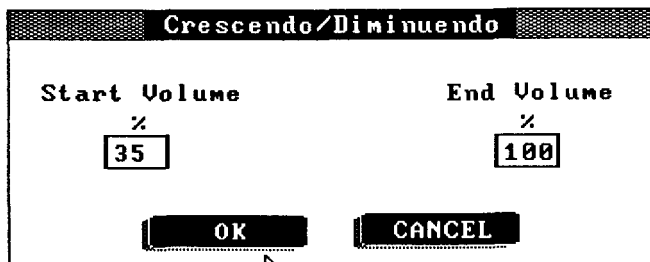 Crescendo/Diminuendo
Start Volume End Volume
% %
35 100
OK CANCEL